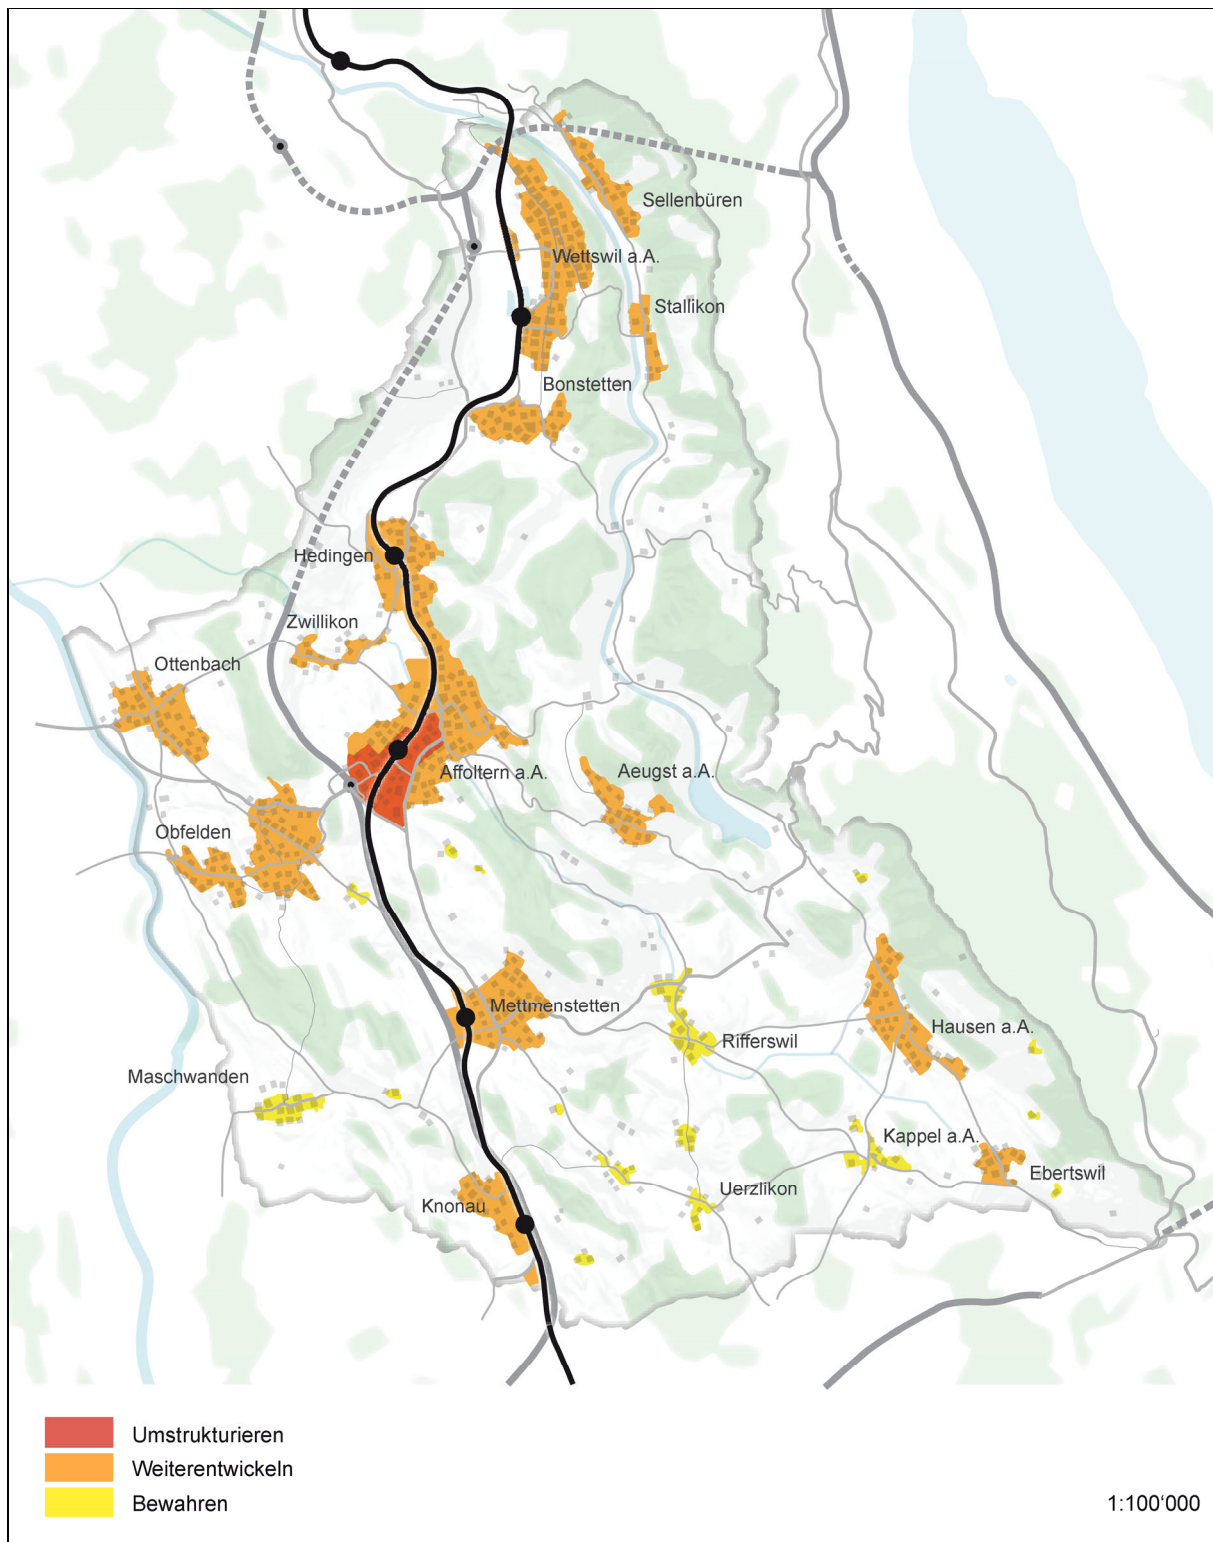 Sellenbüren
Wettswil a.A.
Stallikon
Bonstetten
Hedingen
Zwillikon
Ottenbach
Affoltern a.A.
Aeugst a.A.
Obfelden
Mettmenstetten
Hausen a.A.
Rifferswil
Maschwanden
Kappel a.A.
Ebertswil
Uerzlikon
Knonau
Umstrukturieren
Weiterentwickeln
Bewahren
1:100'000